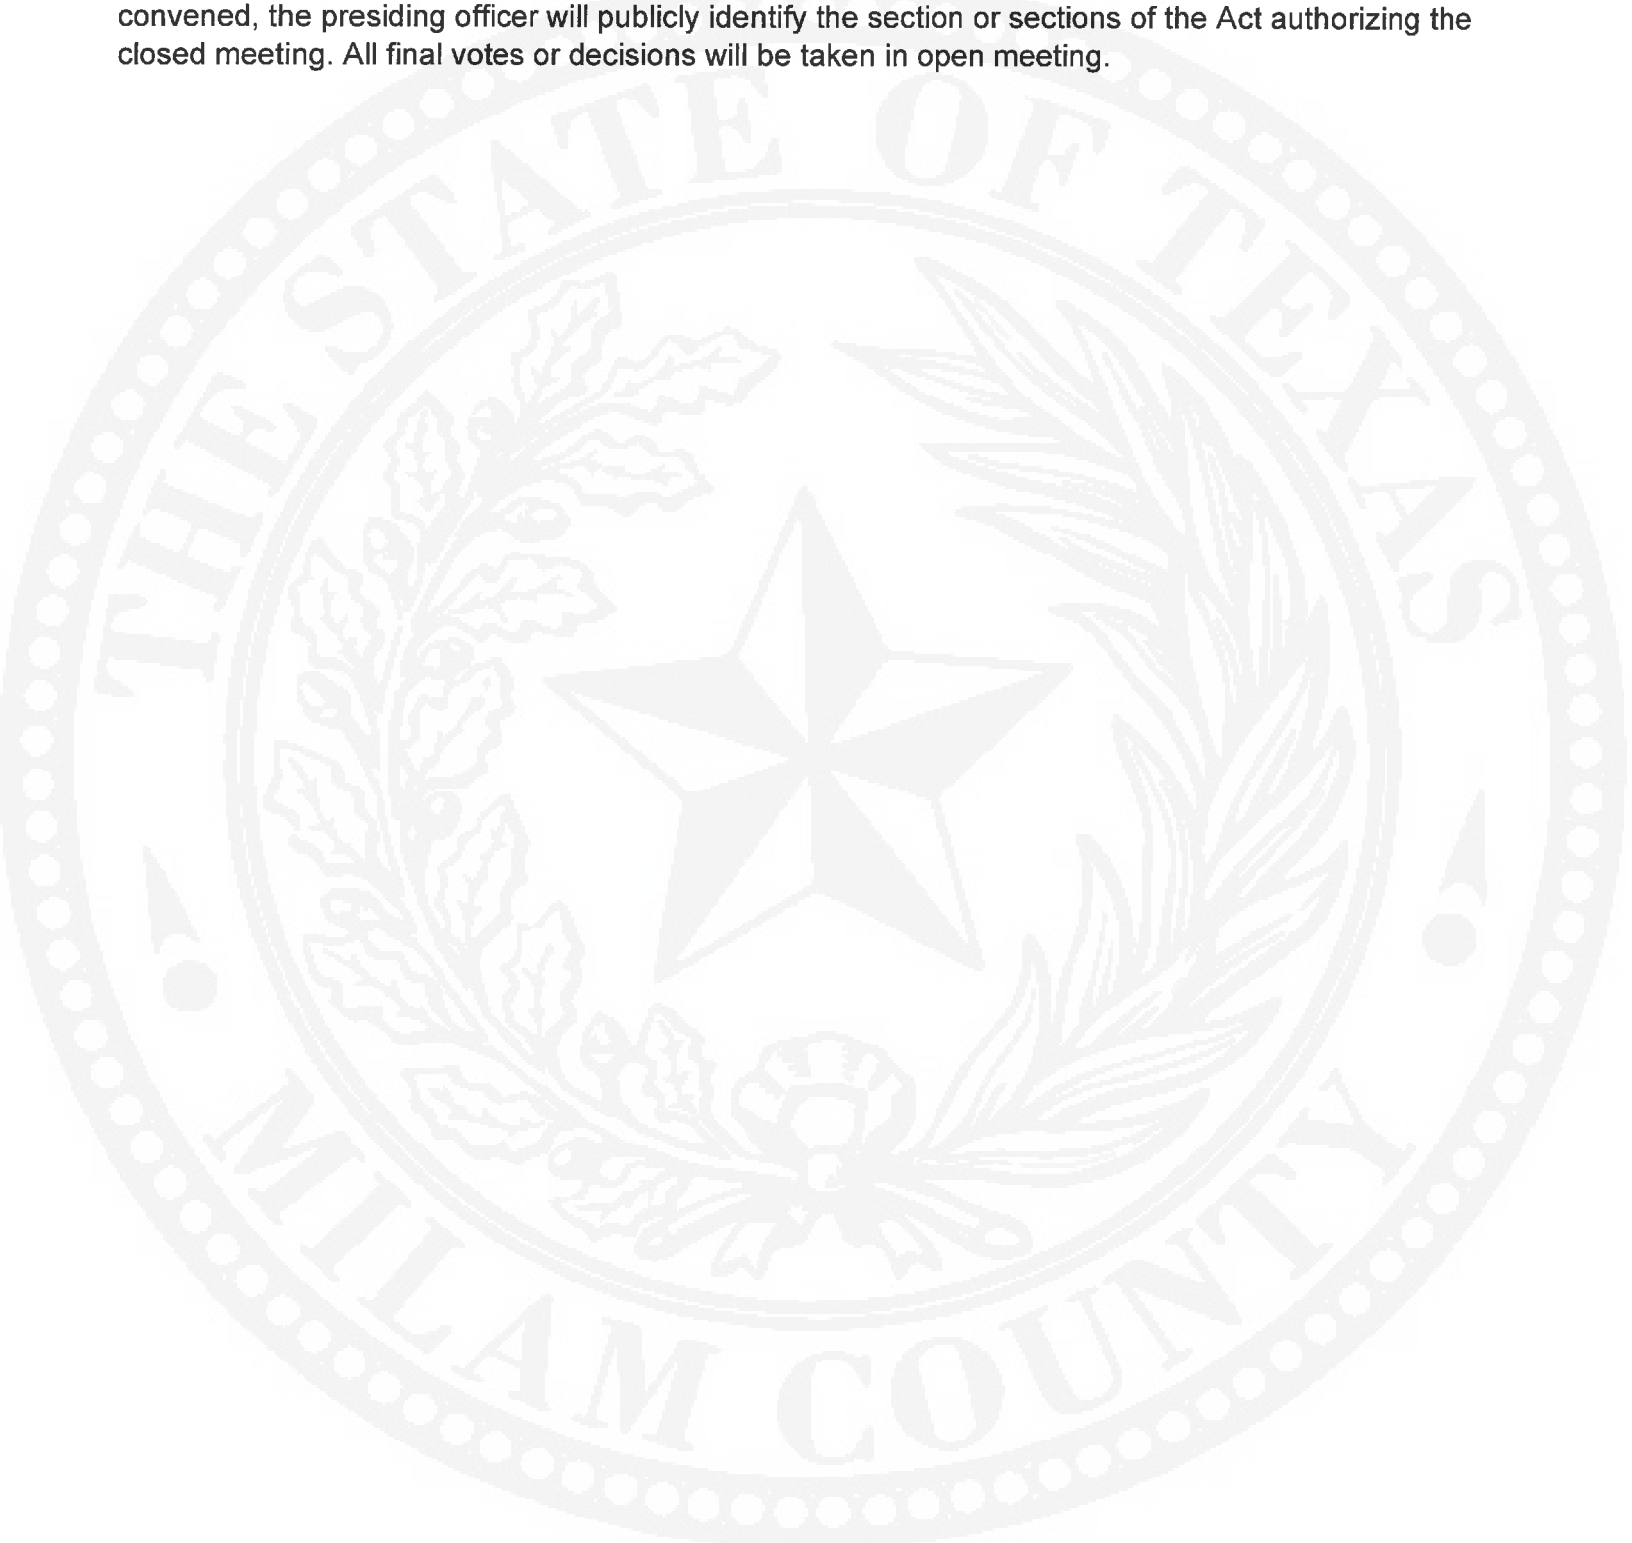 convened, the presiding officer will publicly identify the section or sections of the Act authorizing the
closed meeting. All final votes or decisions will be taken in open meeting.
THE STATE OF TEXAS
MILAM COUNTY